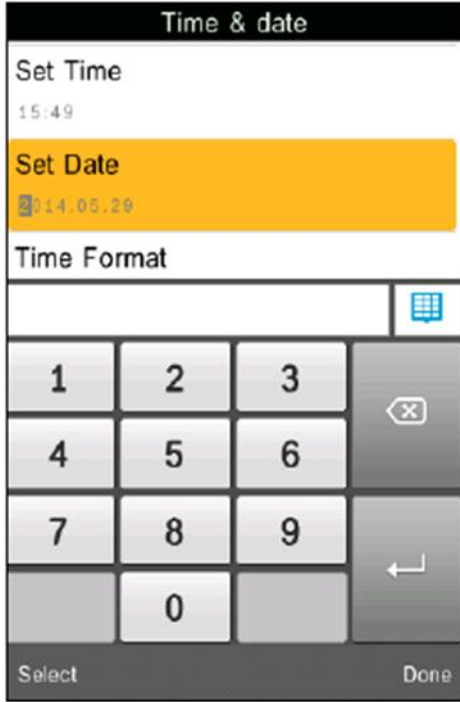 Time & date
Set Time
15:49
Set Date
2014.05.29
Time Format
1 2 3
4 5 6
7 8 9
0
Select Done